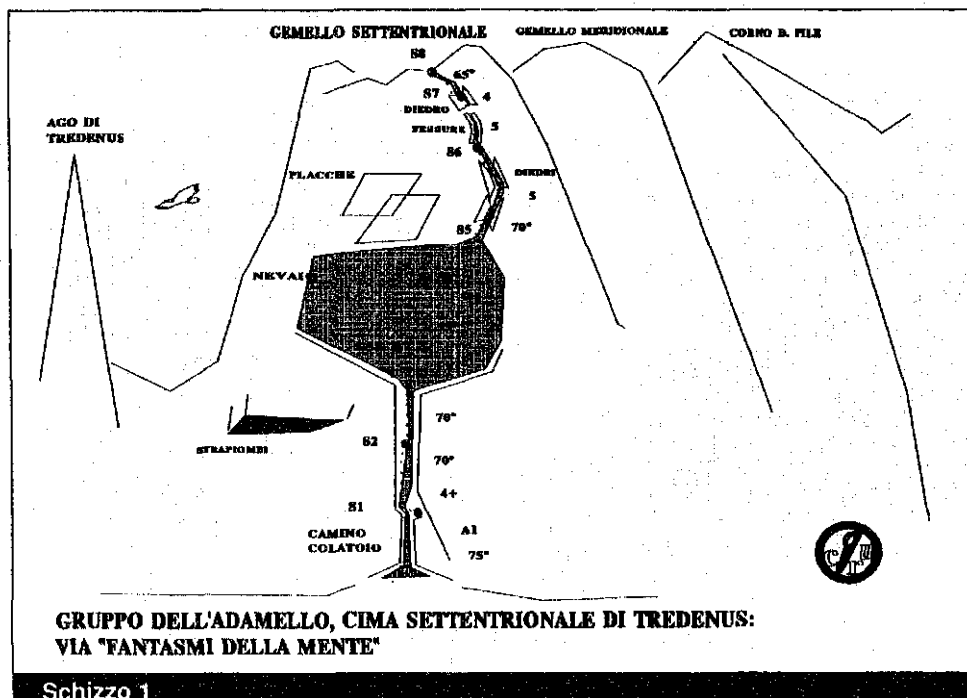 GEMELLO SETTENTRIONALE
GEMELLO MERIDIONALE
CORNO D. PILE
S8
65°
S7
4
DIEDRO
AGO DI
TREDENUS
FESSURE
5
S6
PLACCHE
DIEDRI
5
S5
70°
NEVAIO
70°
S2
STRAPIOMBI
70°
4+
S1
A1
CAMINO
COLATOIO
75°
GRUPPO DELL'ADAMELLO, CIMA SETTENTRIONALE DI TREDENUS:
VIA "FANTASMI DELLA MENTE"
Schizzo 1